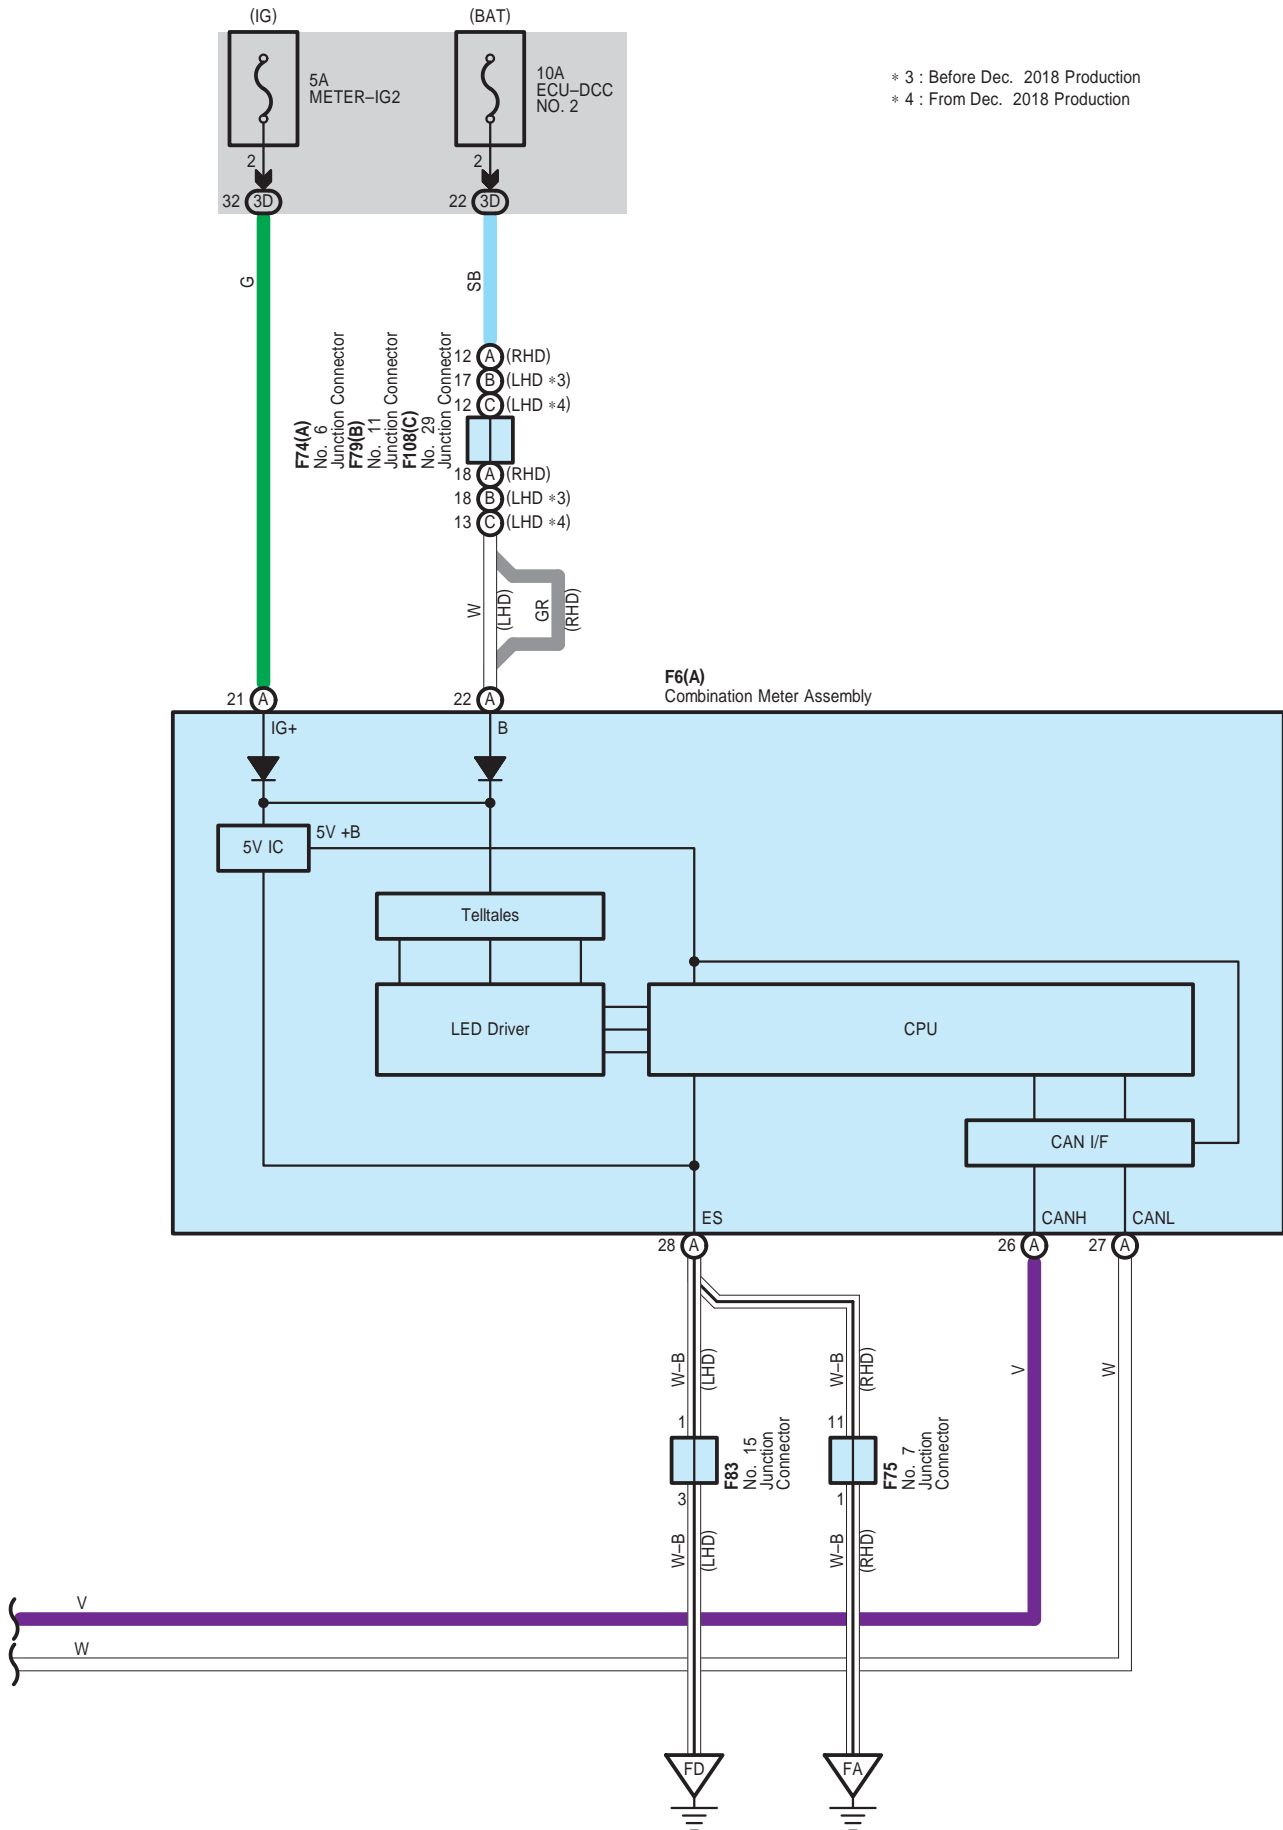 (IG)
(BAT)
5A
METER–IG2
10A
ECU–DCC
NO. 2
∗ 3 : Before Dec. 2018 Production
∗ 4 : From Dec. 2018 Production
2
2
32
3D
22
3D
G
SB
F74(A)
No. 6
Junction Connector
F79(B)
No. 11
Junction Connector
F108(C)
No. 29
Junction Connector
12 A (RHD)
17 B (LHD ∗3)
12 C (LHD ∗4)
18 A (RHD)
18 B (LHD ∗3)
13 C (LHD ∗4)
W
(LHD)
GR
(RHD)
F6(A)
Combination Meter Assembly
21 A
22 A
IG+
B
5V IC
5V +B
Telltales
LED Driver
CPU
CAN I/F
ES
CANH
CANL
28 A
26 A
27 A
W–B
(LHD)
W–B
(RHD)
V
W
1
F83
No. 15
Junction
Connector
3
11
F75
No. 7
Junction
Connector
1
W–B
(LHD)
W–B
(RHD)
V
W
FD
FA